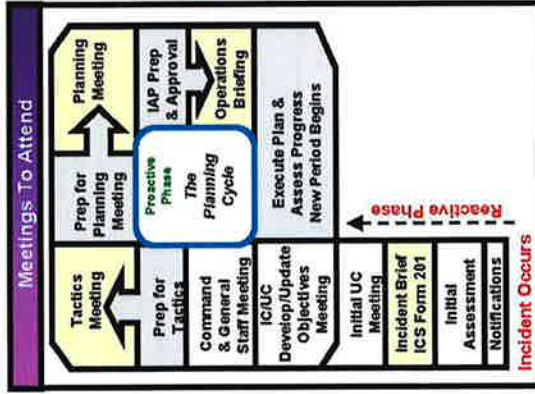 Meetings To Attend
Tactics
Meeting
Prep for
Planning
Meeting
Planning
Meeting
Prep for
Tactics
Proactive
Phase
The
Planning
Cycle
IAP Prep
& Approval
Command
& General
Staff Meeting
Operations
Briefing
IC/UC
Develop/Update
Objectives
Meeting
Execute Plan &
Assess Progress
New Period Begins
Initial UC
Meeting
Reactive Phase
Incident Brief
ICS Form 201
Initial
Assessment
Notifications
Incident Occurs